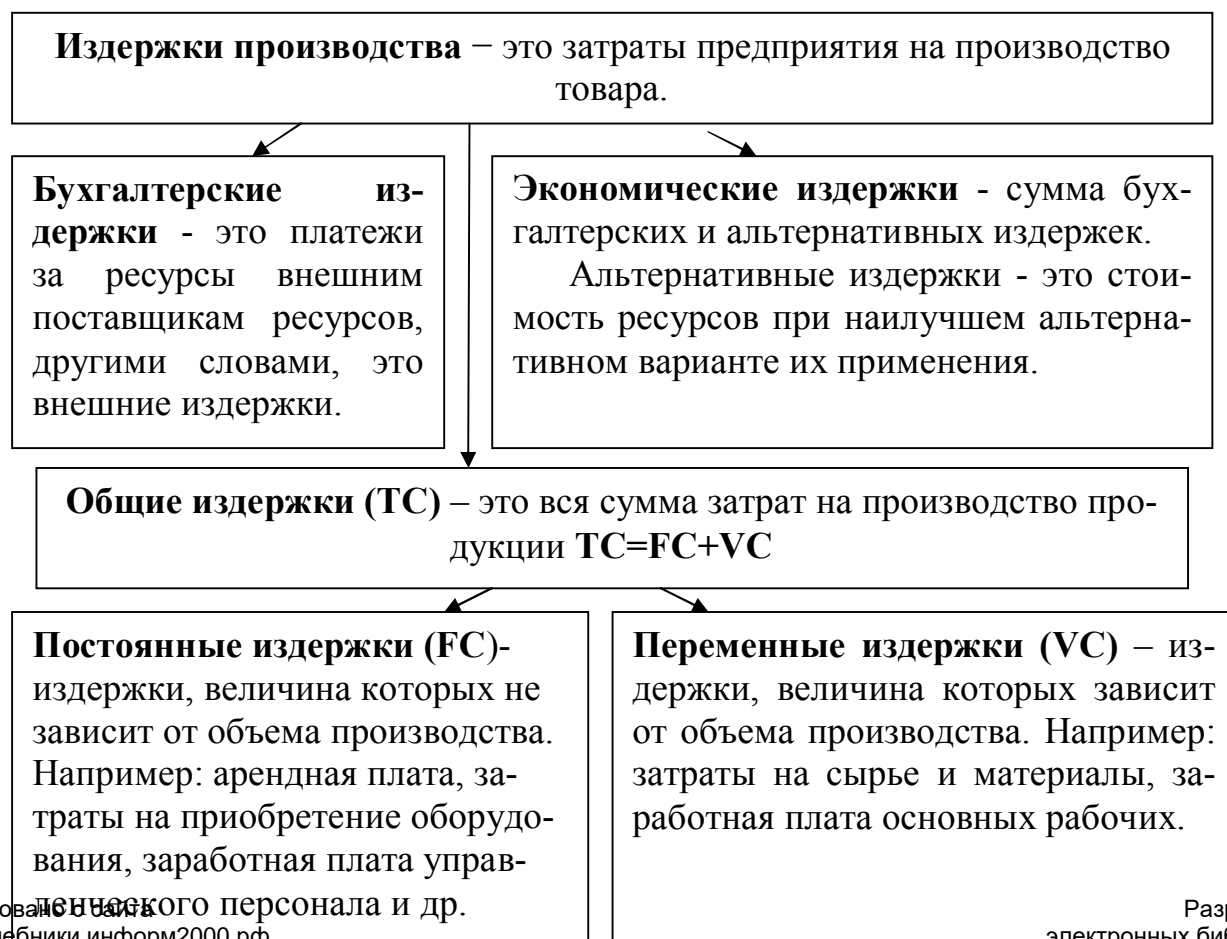 Издержки производства − это затраты предприятия на производство
товара.
Бухгалтерские из-
держки - это платежи
за ресурсы внешним
поставщикам ресурсов,
другими словами, это
внешние издержки.
Экономические издержки - сумма бух-
галтерских и альтернативных издержек.
Альтернативные издержки - это стои-
мость ресурсов при наилучшем альтерна-
тивном варианте их применения.
Общие издержки (TC) – это вся сумма затрат на производство про-
дукции TC=FC+VC
Постоянные издержки (FC)-
издержки, величина которых не
зависит от объема производства.
Например: арендная плата, за-
траты на приобретение оборудо-
вания, заработная плата управ-
ленческого персонала и др.
Переменные издержки (VC) – из-
держки, величина которых зависит
от объема производства. Например:
затраты на сырье и материалы, за-
работная плата основных рабочих.